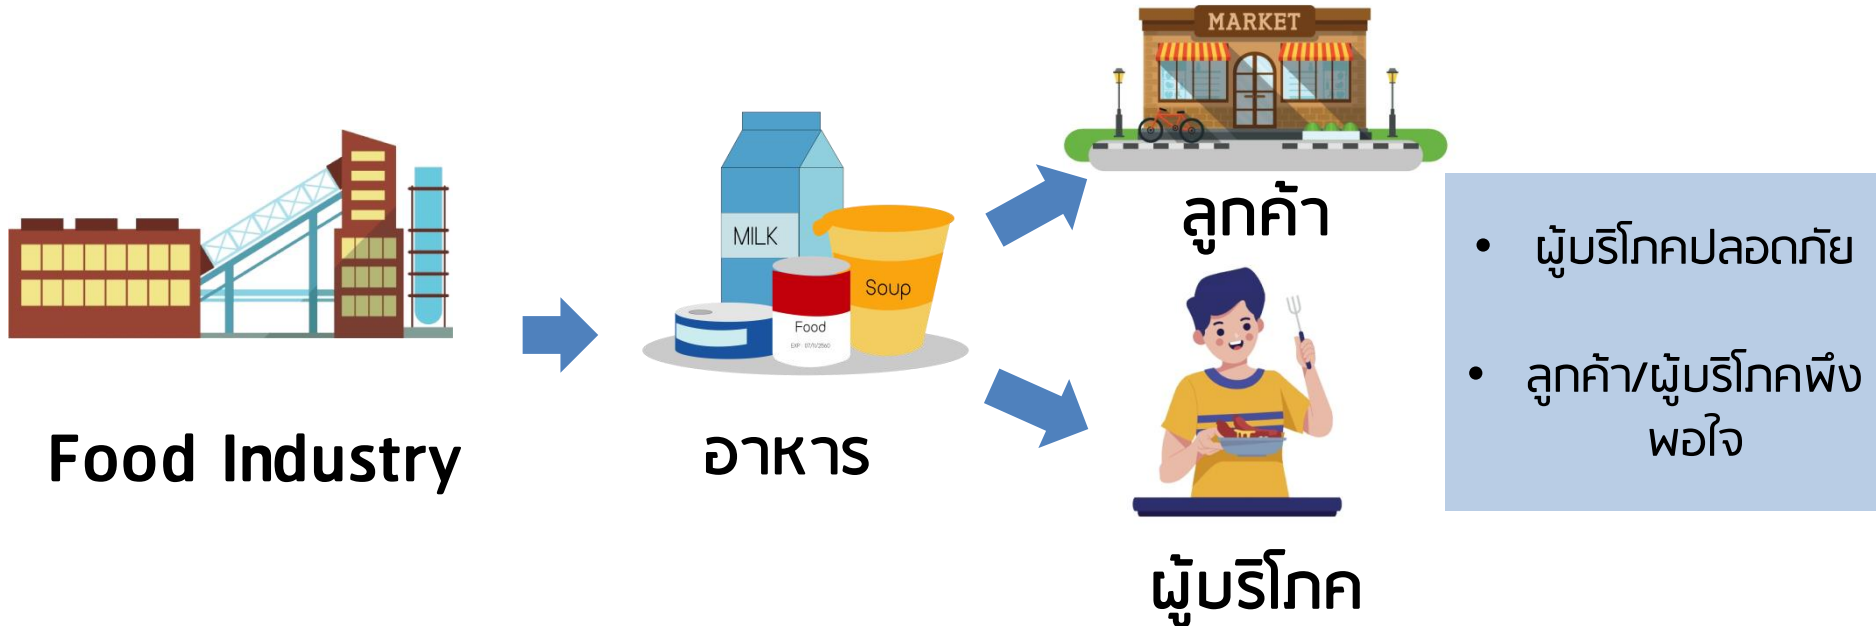 MARKET
MILK
Soup
Food
ลูกค้า
Food Industry
อาหาร
ผู้บริโภค
• ผู้บริโภคปลอดภัย
• ลูกค้า/ผู้บริโภคพึง
พอใจ